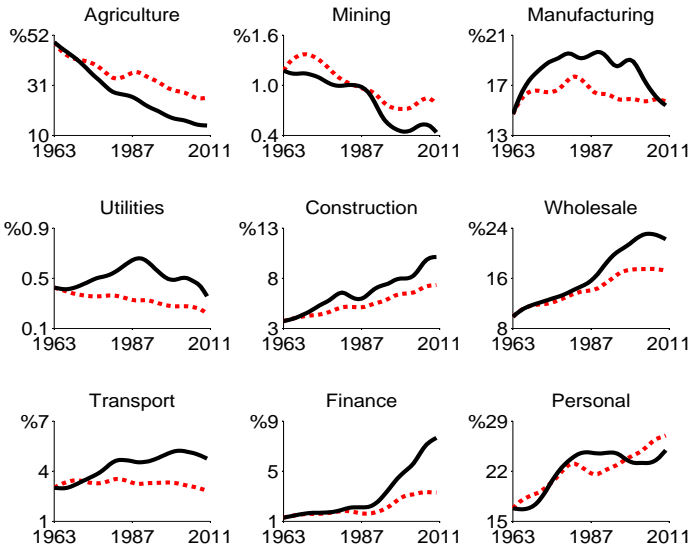 Agriculture Mining Manufacturing
%52 %1.6 %21
31 1.0 17
10 0.4 13
1963 1987 2011 1963 1987 2011 1963 1987 2011
Utilities Construction Wholesale
%0.9 %13 %24
0.5 8 16
0.1 3 8
1963 1987 2011 1963 1987 2011 1963 1987 2011
Transport Finance Personal
%7 %9 %29
4 5 22
1 1 15
1963 1987 2011 1963 1987 2011 1963 1987 2011